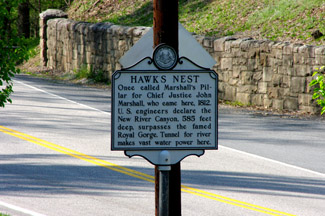 HAWKS NEST
Once called Marshall's Pil-
lar for Chief Justice John
Marshall, who came here, 1812.
U. S. engineers declare the
New River Canyon, 585 feet
deep, surpasses the famed
Royal Gorge. Tunnel for river
makes vast water power here.